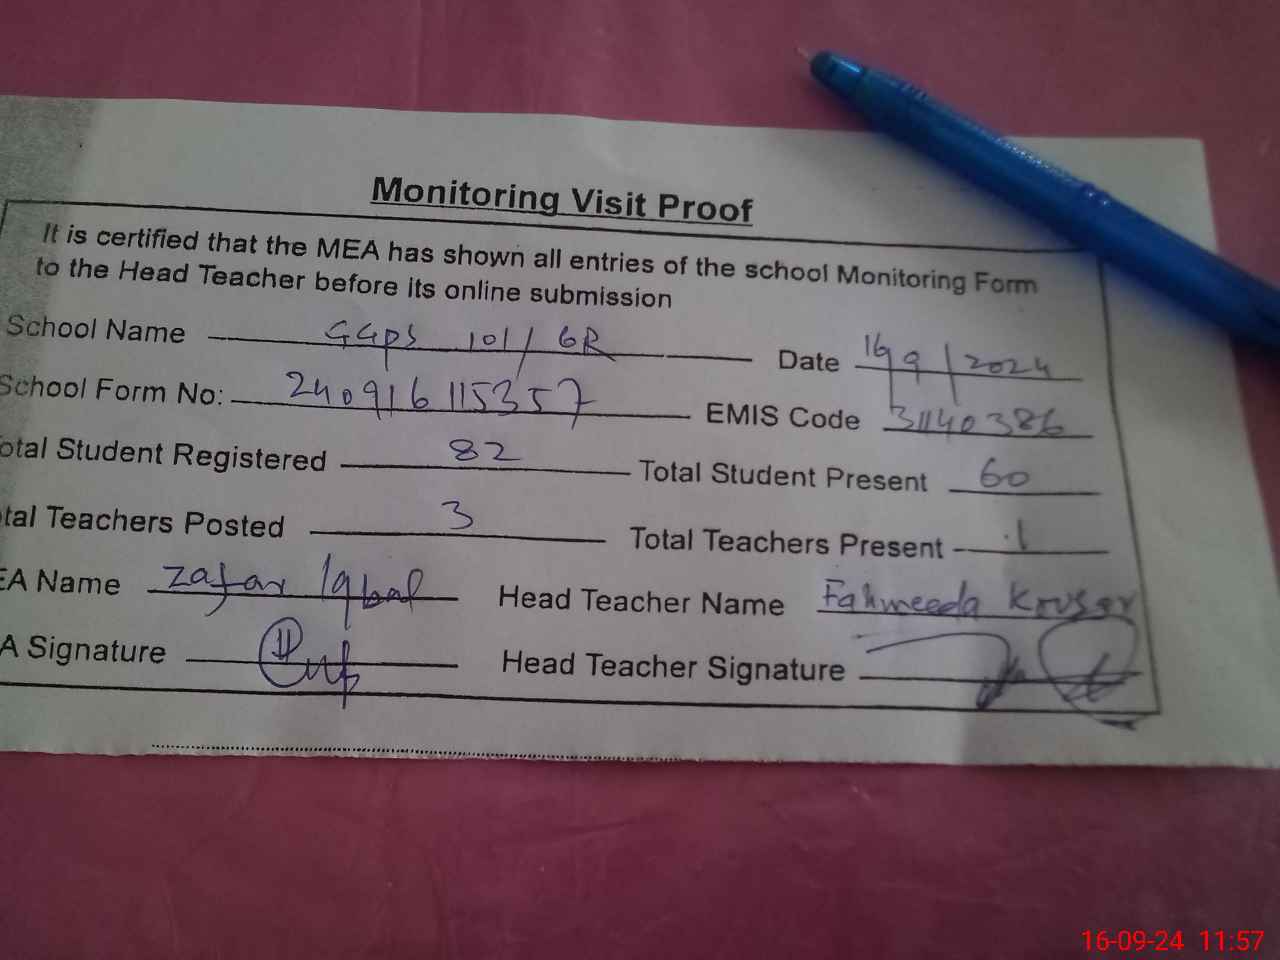 Monitoring Visit Proof
It is certified that the MEA has shown all entries of the school Monitoring Form
to the Head Teacher before its online submission
School Name GGPS 101/6R Date 16/9/2024
School Form No: 240916115357 EMIS Code 31140386
otal Student Registered 82 Total Student Present 60
tal Teachers Posted 3 Total Teachers Present 1
EA Name Zafar Iqbal Head Teacher Name Fahmeeda Kousar
A Signature Head Teacher Signature
16-09-24 11:57